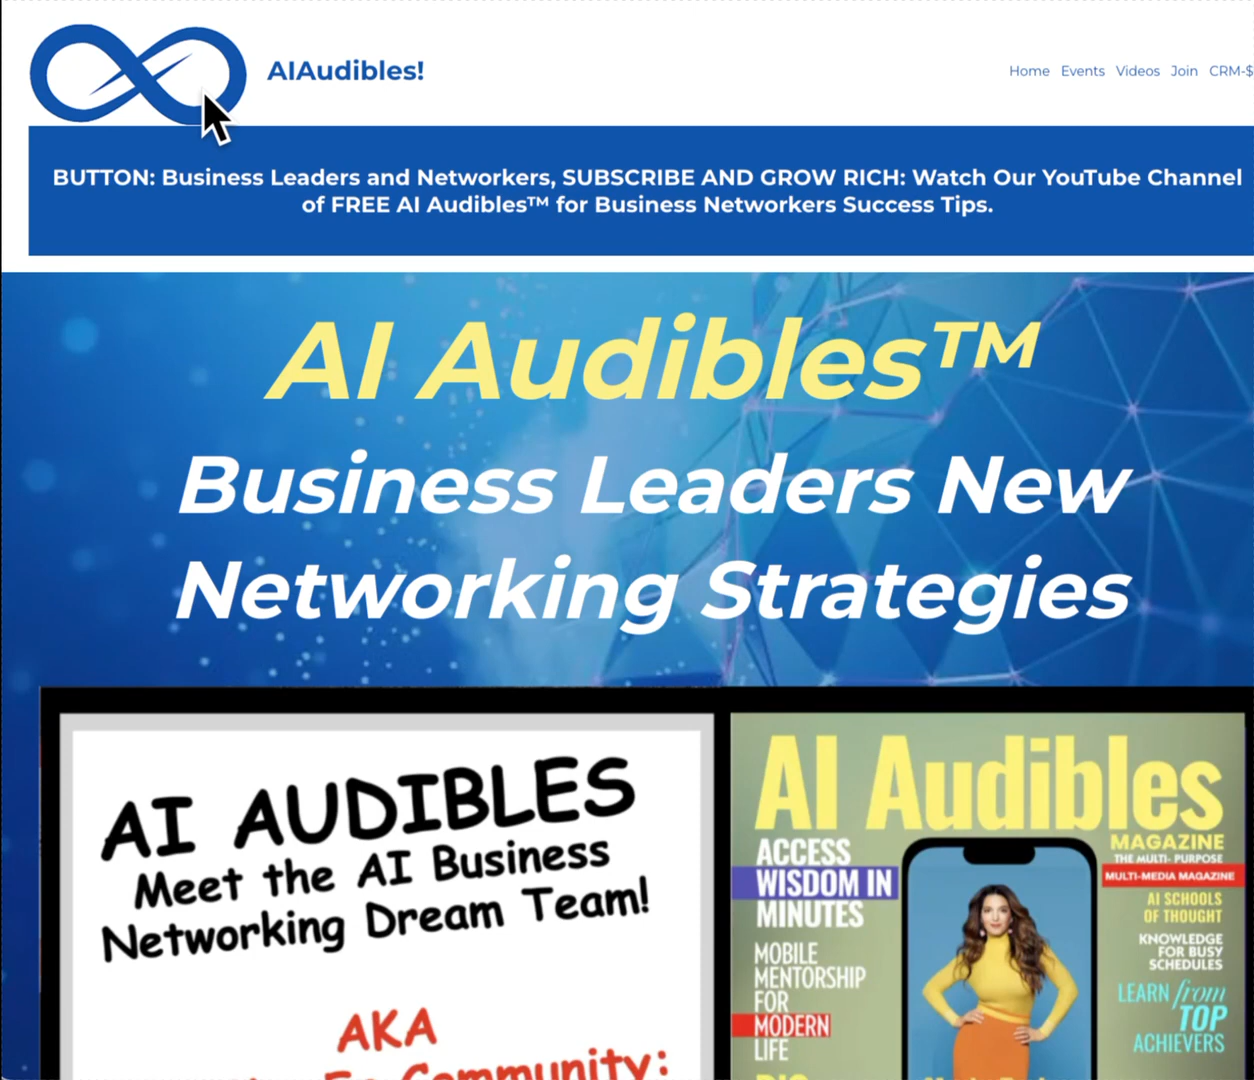 AIAudibles!
Home Events Videos Join CRM-$
BUTTON: Business Leaders and Networkers, SUBSCRIBE AND GROW RICH: Watch Our YouTube Channel
of FREE AI Audibles™ for Business Networkers Success Tips.
AI Audibles™
Business Leaders New
Networking Strategies
AI AUDIBLES
Meet the AI Business
Networking Dream Team!
AKA
Community:
AI Audibles
MAGAZINE
THE MULTI- PURPOSE
MULTI-MEDIA MAGAZINE
ACCESS
WISDOM IN
MINUTES
MOBILE
MENTORSHIP
FOR
MODERN
LIFE
AI SCHOOLS
OF THOUGHT
KNOWLEDGE
FOR BUSY
SCHEDULES
LEARN from
TOP
ACHIEVERS